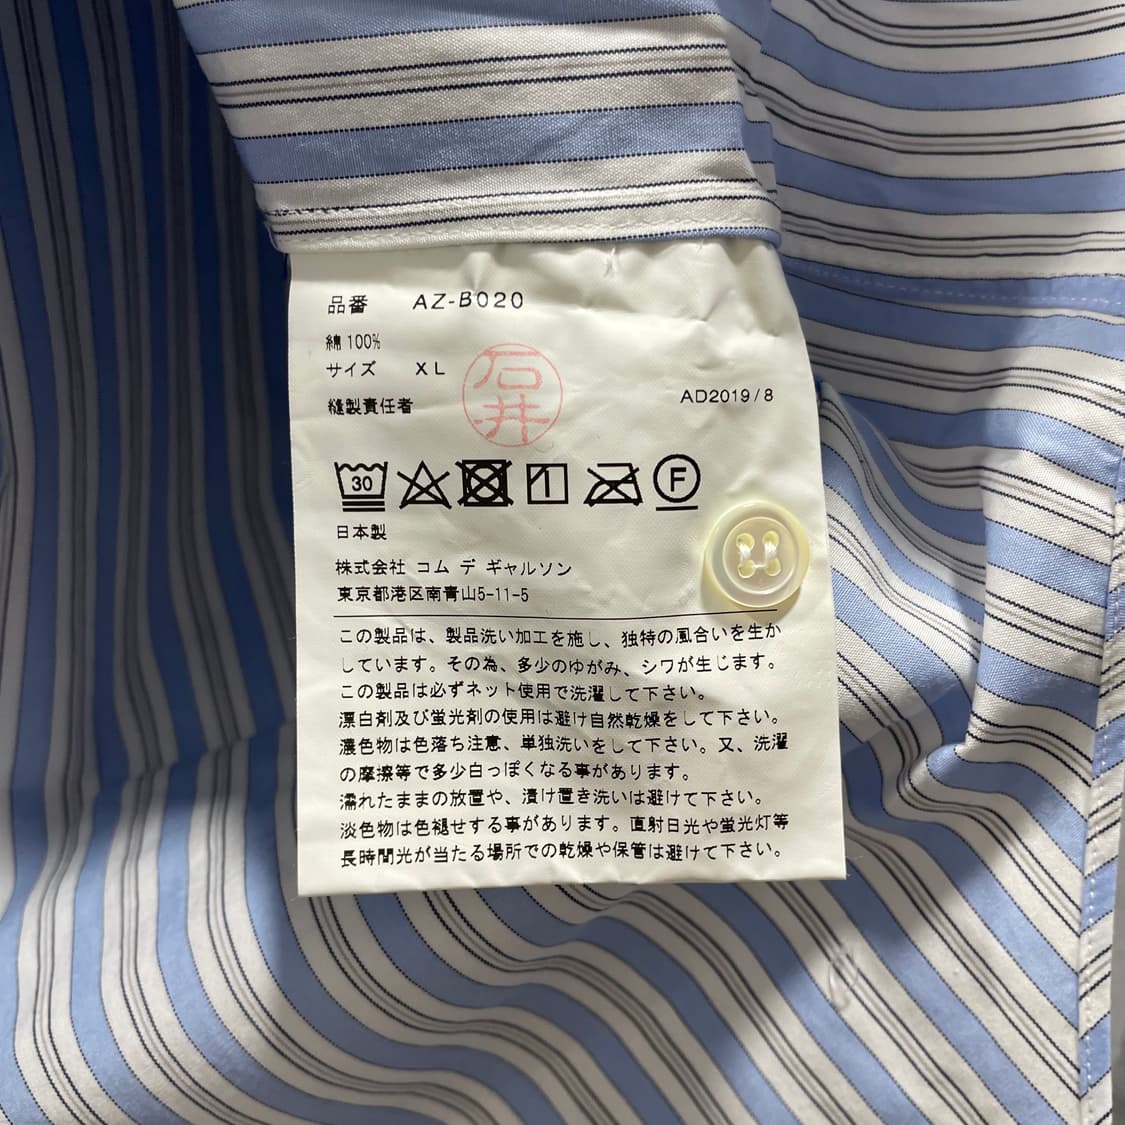 品番 AZ-B020
綿 100%
サイズ XL
石井
縫製責任者
AD2019/8
30
F
日本製
株式会社 コム デ ギャルソン
東京都港区南青山5-11-5
この製品は、製品洗い加工を施し、独特の風合いを生か
しています。その為、多少のゆがみ、シワが生じます。
この製品は必ずネット使用で洗濯して下さい。
漂白剤及び蛍光剤の使用は避け自然乾燥をして下さい。
濃色物は色落ち注意、単独洗いをして下さい。又、洗濯
の摩擦等で多少白っぽくなる事があります。
濡れたままの放置や、漬け置き洗いは避けて下さい。
淡色物は色褪せする事があります。直射日光や蛍光灯等
長時間光が当たる場所での乾燥や保管は避けて下さい。